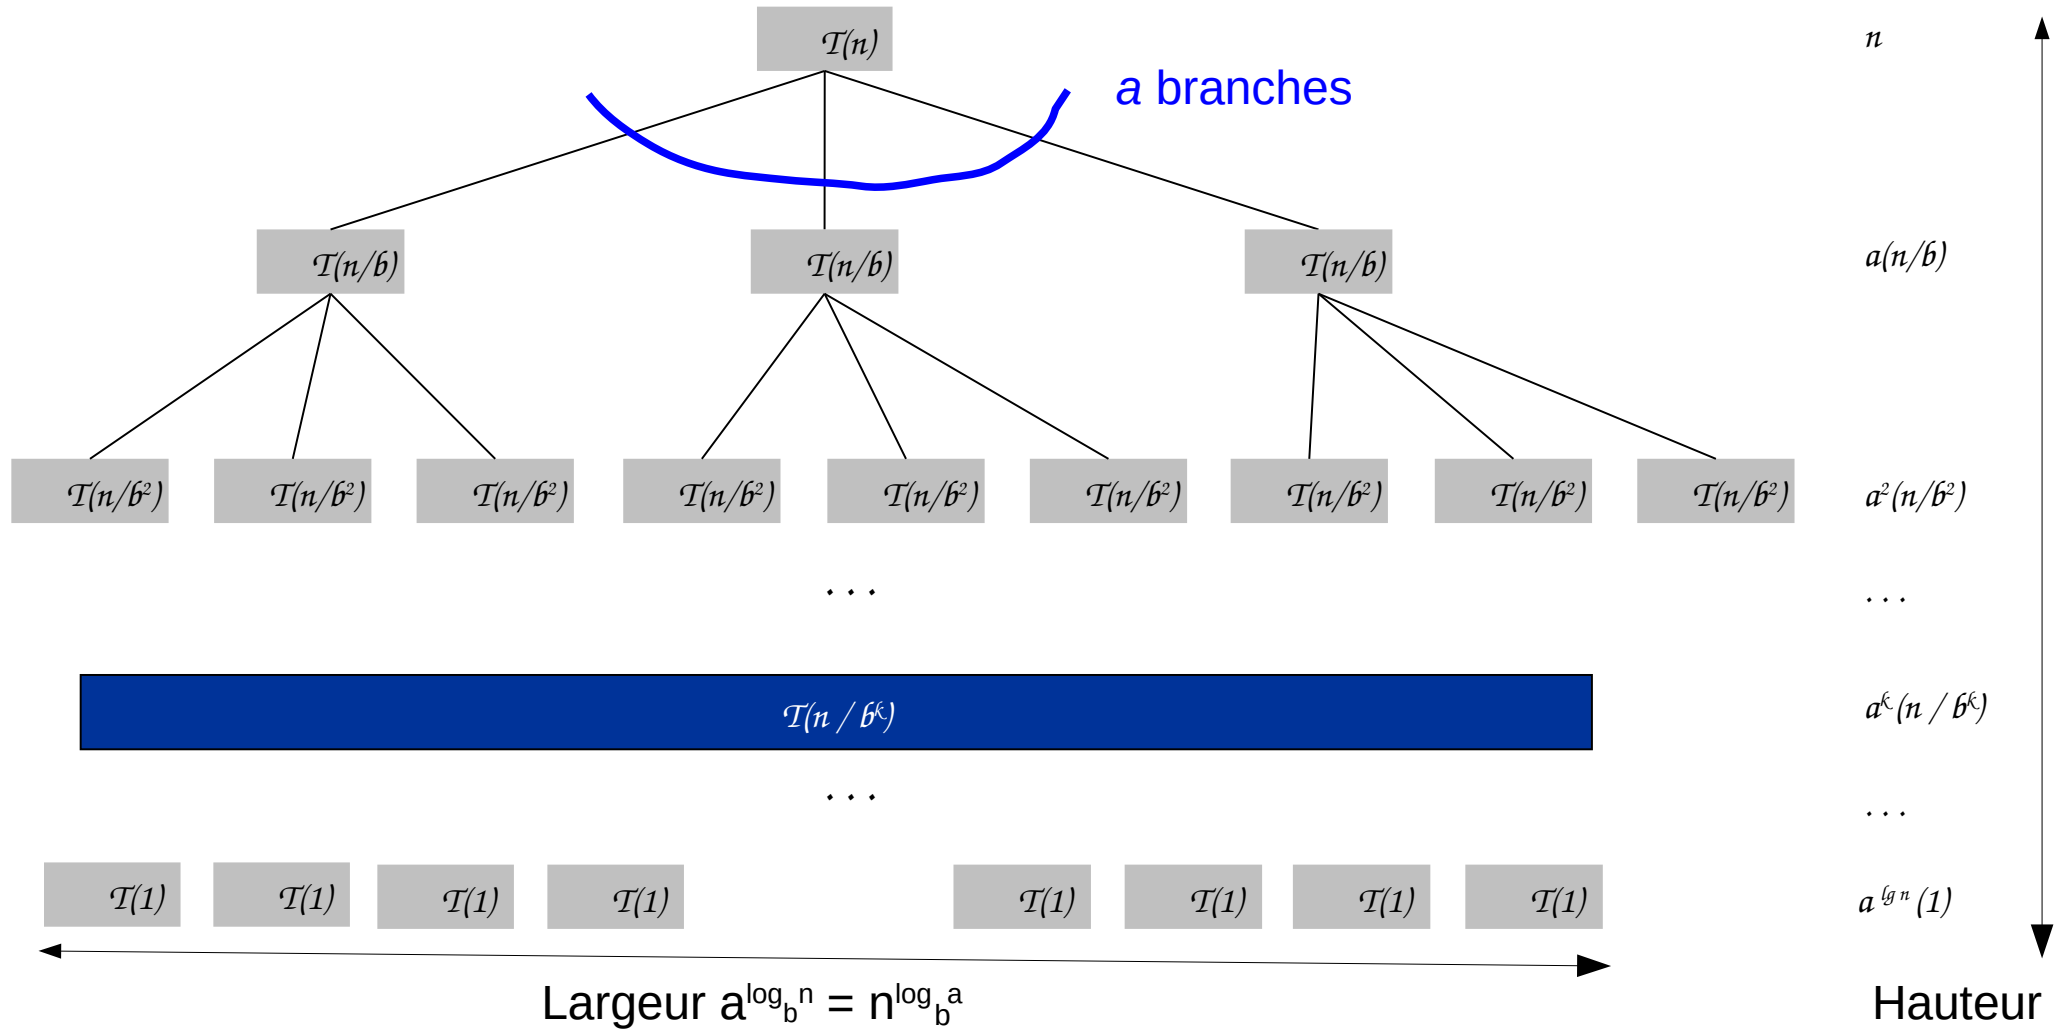 T(n) n
a branches
T(n/b) T(n/b) T(n/b) a(n/b)
T(n/b²) T(n/b²) T(n/b²) T(n/b²) T(n/b²) T(n/b²) T(n/b²) T(n/b²) T(n/b²) a²(n/b²)
. . . . . .
T(n / bᵏ) aᵏ(n / bᵏ)
. . . . . .
T(1) T(1) T(1) T(1) T(1) T(1) T(1) T(1) a^lg n (1)
Largeur a^log_b n = n^log_b a Hauteur